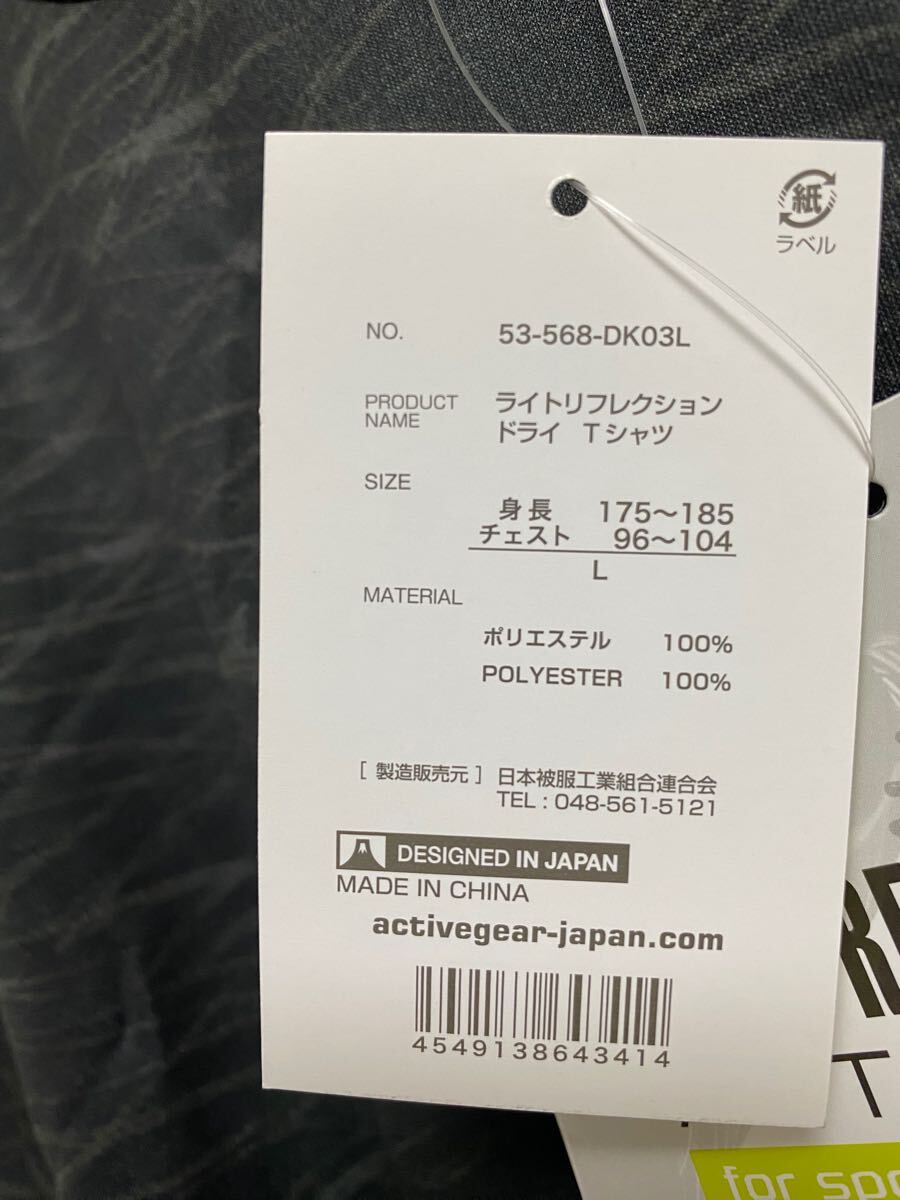 紙
ラベル
NO. 53-568-DK03L
PRODUCT NAME ライトリフレクション
ドライ Tシャツ
SIZE
身長 175〜185
チェスト 96〜104
L
MATERIAL
ポリエステル 100%
POLYESTER 100%
[ 製造販売元 ] 日本被服工業組合連合会
TEL : 048-561-5121
DESIGNED IN JAPAN
MADE IN CHINA
activegear-japan.com
4549138643414
T
for